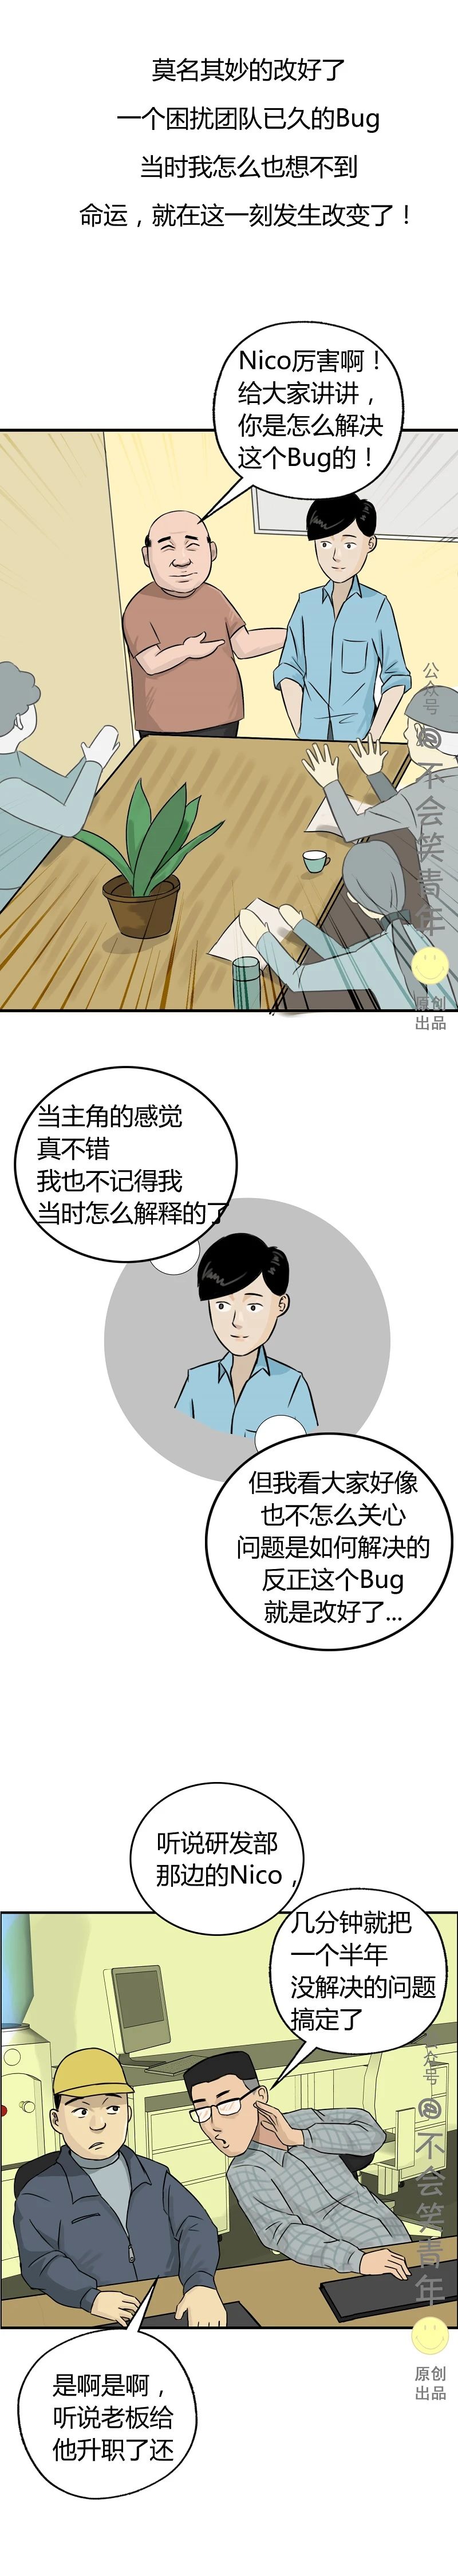 莫名其妙的改好了
一个困扰团队已久的Bug
当时我怎么也想不到
命运，就在这一刻发生改变了！
Nico厉害啊！
给大家讲讲，
你是怎么解决
这个Bug的！
公众号@不会笑青年
原创
出品
当主角的感觉
真不错
我也不记得我
当时怎么解释的了
但我看大家好像
也不怎么关心
问题是如何解决的
反正这个Bug
就是改好了...
听说研发部
那边的Nico，
几分钟就把
一个半年
没解决的问题
搞定了
公众号@不会笑青年
原创
出品
是啊是啊，
听说老板给
他升职了还